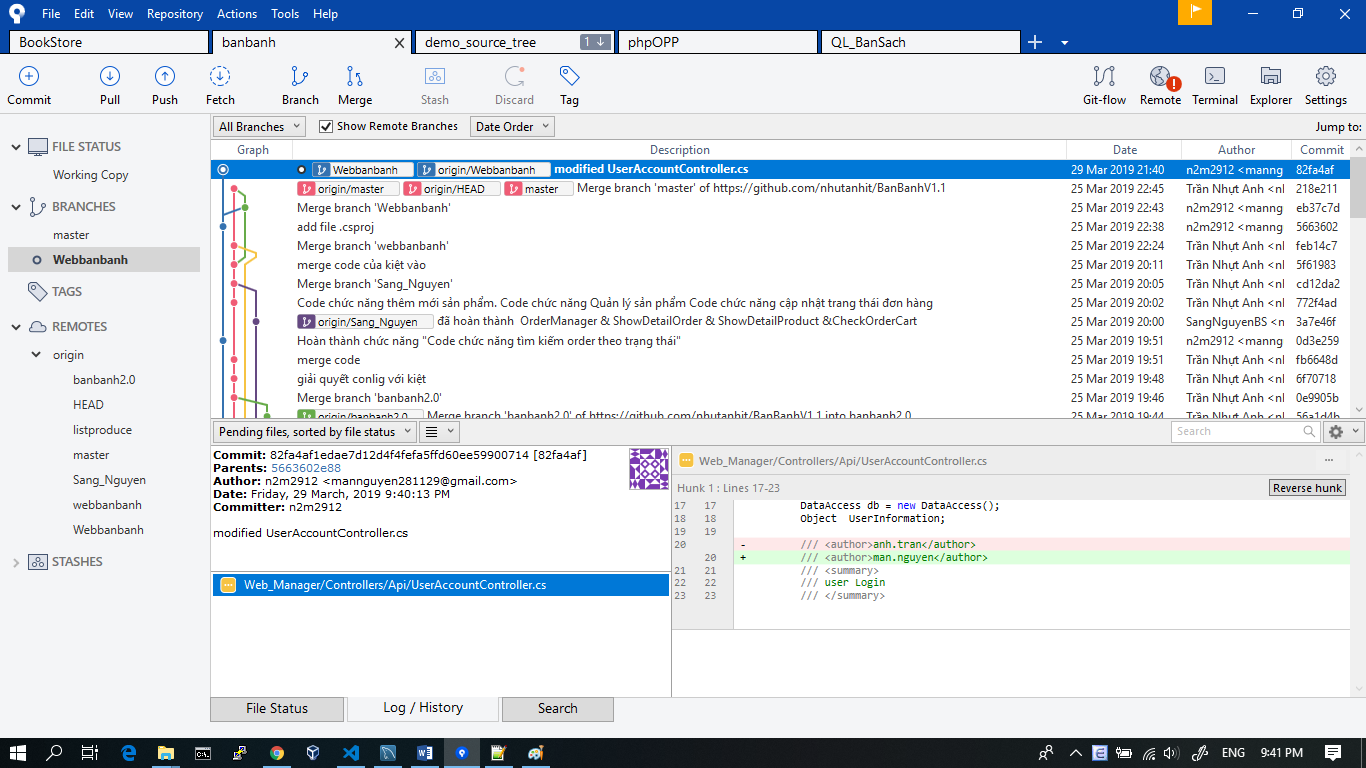 File Edit View Repository Actions Tools Help
BookStore banbanh demo_source_tree 1 phpOPP QL_BanSach
Commit Pull Push Fetch Branch Merge Stash Discard Tag Git-flow Remote Terminal Explorer Settings
All Branches Show Remote Branches Date Order Jump to:
FILE STATUS
Working Copy
BRANCHES
master
Webbanbanh
TAGS
REMOTES
origin
banbanh2.0
HEAD
listproduce
master
Sang_Nguyen
webbanbanh
Webbanbanh
STASHES
Graph Description Date Author Commit
Webbanbanh origin/Webbanbanh modified UserAccountController.cs 29 Mar 2019 21:40 n2m2912 <manng 82fa4af
origin/master origin/HEAD master Merge branch 'master' of https://github.com/nhutanhit/BanBanhV1.1 25 Mar 2019 22:45 Trần Nhựt Anh <nl 218e211
Merge branch 'Webbanbanh' 25 Mar 2019 22:43 n2m2912 <manng eb37c7d
add file .csproj 25 Mar 2019 22:38 n2m2912 <manng 5663602
Merge branch 'webbanbanh' 25 Mar 2019 22:24 Trần Nhựt Anh <nl feb14c7
merge code của kiệt vào 25 Mar 2019 20:11 Trần Nhựt Anh <nl 5f61983
Merge branch 'Sang_Nguyen' 25 Mar 2019 20:05 Trần Nhựt Anh <nl cd12da2
Code chức năng thêm mới sản phẩm. Code chức năng Quản lý sản phẩm Code chức năng cập nhật trang thái đơn hàng 25 Mar 2019 20:02 Trần Nhựt Anh <nl 772f4ad
origin/Sang_Nguyen đã hoàn thành OrderManager & ShowDetailOrder & ShowDetailProduct &CheckOrderCart 25 Mar 2019 20:00 SangNguyenBS <n 3a7e46f
Hoàn thành chức năng "Code chức năng tìm kiếm order theo trạng thái" 25 Mar 2019 19:51 n2m2912 <manng 0d3e259
merge code 25 Mar 2019 19:51 Trần Nhựt Anh <nl fb6648d
giải quyết conlig với kiệt 25 Mar 2019 19:48 Trần Nhựt Anh <nl 6f70718
Merge branch 'banbanh2.0' 25 Mar 2019 19:46 Trần Nhựt Anh <nl 0e9905b
origin/banbanh2.0 Merge branch 'banbanh2.0' of https://github.com/nhutanhit/BanBanhV1.1 into banbanh2.0 25 Mar 2019 19:44 Trần Nhựt Anh <nl 56a1d4b
Pending files, sorted by file status Search
Commit: 82fa4af1edae7d12d4f4fefa5ffd60ee59900714 [82fa4af]
Parents: 5663602e88
Author: n2m2912 <mannguyen281129@gmail.com>
Date: Friday, 29 March, 2019 9:40:13 PM
Committer: n2m2912
modified UserAccountController.cs
Web_Manager/Controllers/Api/UserAccountController.cs
Web_Manager/Controllers/Api/UserAccountController.cs
Hunk 1 : Lines 17-23 Reverse hunk
17 17 DataAccess db = new DataAccess();
18 18 Object UserInformation;
19 19
20 - /// <author>anh.tran</author>
20 + /// <author>man.nguyen</author>
21 21 /// <summary>
22 22 /// user Login
23 23 /// </summary>
File Status Log / History Search
ENG 9:41 PM